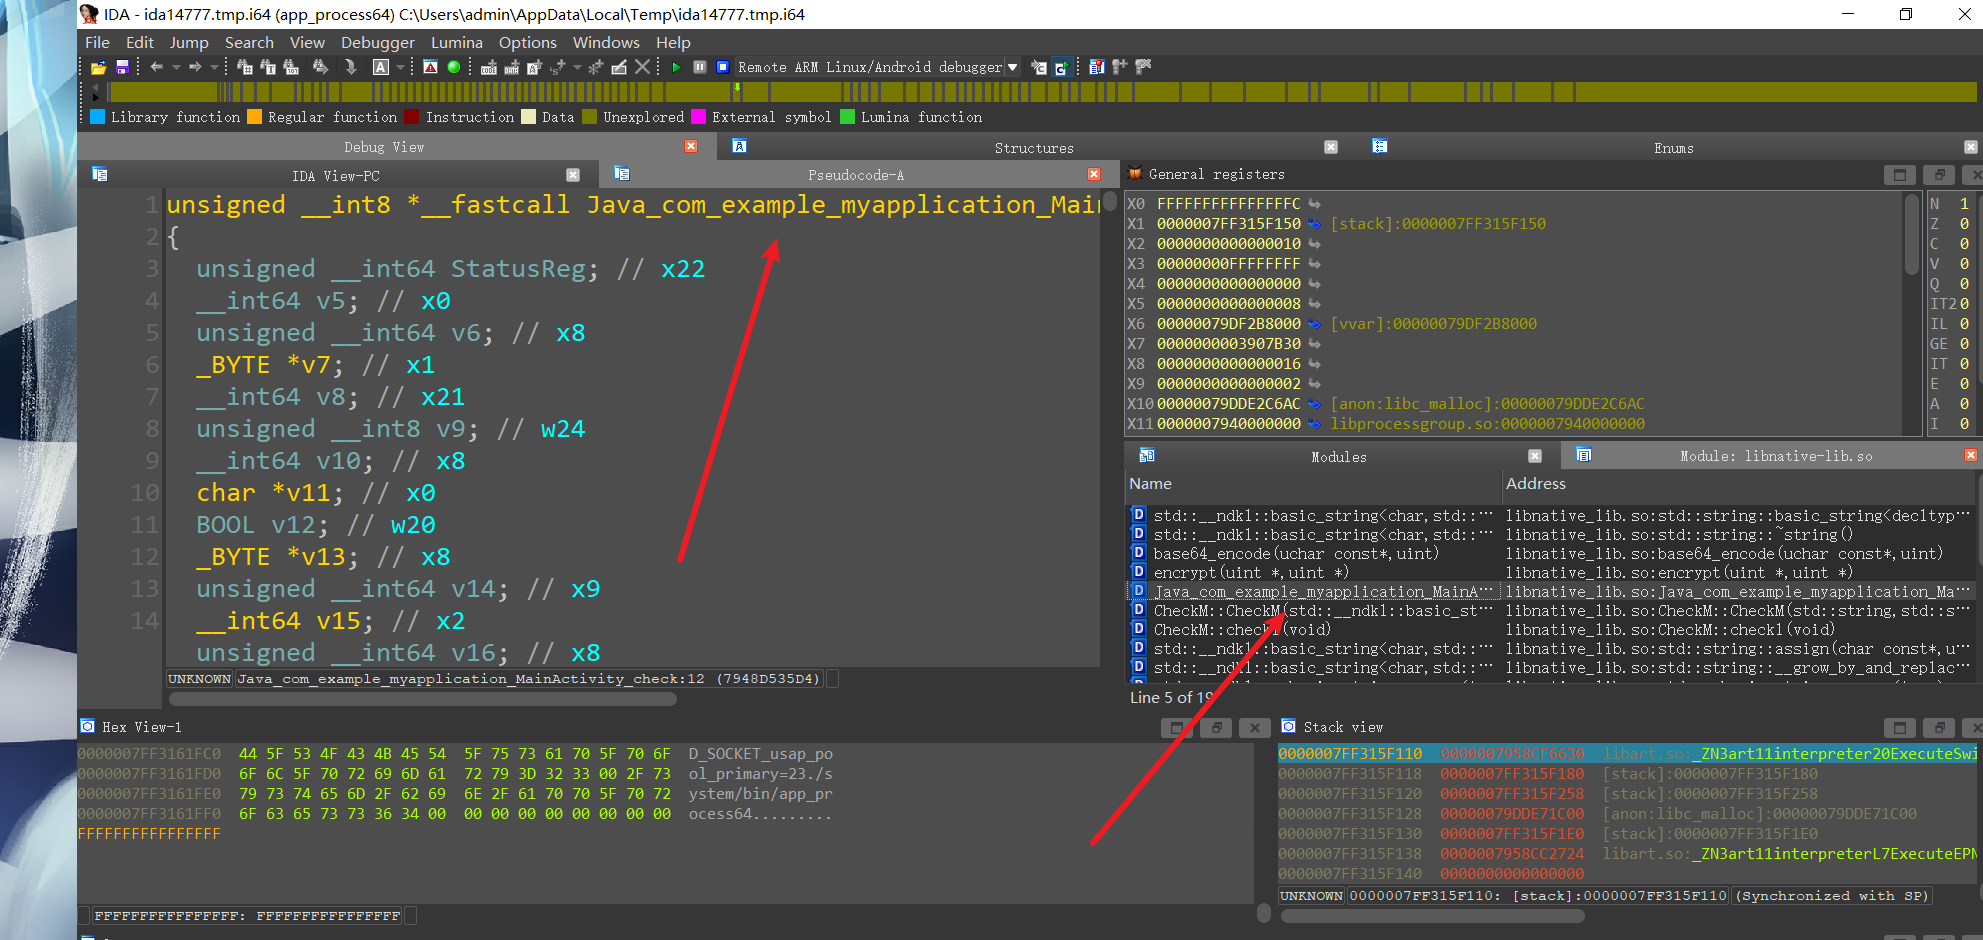 IDA - ida14777.tmp.i64 (app_process64) C:\Users\admin\AppData\Local\Temp\ida14777.tmp.i64
File Edit Jump Search View Debugger Lumina Options Windows Help
Remote ARM Linux/Android debugger
Library function Regular function Instruction Data Unexplored External symbol Lumina function
Debug View Structures Enums
IDA View-PC Pseudocode-A
1 unsigned __int8 *__fastcall Java_com_example_myapplication_Mai
2 {
3 unsigned __int64 StatusReg; // x22
4 __int64 v5; // x0
5 unsigned __int64 v6; // x8
6 _BYTE *v7; // x1
7 __int64 v8; // x21
8 unsigned __int8 v9; // w24
9 __int64 v10; // x8
10 char *v11; // x0
11 BOOL v12; // w20
12 _BYTE *v13; // x8
13 unsigned __int64 v14; // x9
14 __int64 v15; // x2
unsigned __int64 v16; // x8
UNKNOWN Java_com_example_myapplication_MainActivity_check:12 (7948D535D4)
General registers
X0 FFFFFFFFFFFFFFFC
X1 0000007FF315F150 [stack]:0000007FF315F150
X2 0000000000000010
X3 00000000FFFFFFFF
X4 0000000000000000
X5 0000000000000008
X6 00000079DF2B8000 [vvar]:00000079DF2B8000
X7 0000000003907B30
X8 0000000000000016
X9 0000000000000002
X10 00000079DDE2C6AC [anon:libc_malloc]:00000079DDE2C6AC
X11 0000007940000000 libprocessgroup.so:0000007940000000
N 1
Z 0
C 0
V 0
Q 0
IT2 0
IL 0
GE 0
IT 0
E 0
A 0
I 0
Modules Module: libnative-lib.so
Name Address
std::__ndk1::basic_string<char,std::··· libnative_lib.so:std::string::basic_string<decltyp···
std::__ndk1::basic_string<char,std::··· libnative_lib.so:std::string::~string()
base64_encode(uchar const*,uint) libnative_lib.so:base64_encode(uchar const*,uint)
encrypt(uint *,uint *) libnative_lib.so:encrypt(uint *,uint *)
Java_com_example_myapplication_MainA··· libnative_lib.so:Java_com_example_myapplication_Ma···
CheckM::CheckM(std::__ndk1::basic_st··· libnative_lib.so:CheckM::CheckM(std::string,std::s···
CheckM::check1(void) libnative_lib.so:CheckM::check1(void)
std::__ndk1::basic_string<char,std::··· libnative_lib.so:std::string::assign(char const*,u···
std::__ndk1::basic_string<char,std::··· libnative_lib.so:std::string::__grow_by_and_replac···
Line 5 of 19
Hex View-1
0000007FF3161FC0 44 5F 53 4F 43 4B 45 54 5F 75 73 61 70 5F 70 6F D_SOCKET_usap_po
0000007FF3161FD0 6F 6C 5F 70 72 69 6D 61 72 79 3D 32 33 00 2F 73 ol_primary=23./s
0000007FF3161FE0 79 73 74 65 6D 2F 62 69 6E 2F 61 70 70 5F 70 72 ystem/bin/app_pr
0000007FF3161FF0 6F 63 65 73 73 36 34 00 00 00 00 00 00 00 00 00 ocess64.........
FFFFFFFFFFFFFFFF
FFFFFFFFFFFFFFFF: FFFFFFFFFFFFFFFF
Stack view
0000007FF315F110 0000007958CF6630 libart.so:_ZN3art11interpreter20ExecuteSwi
0000007FF315F118 0000007FF315F180 [stack]:0000007FF315F180
0000007FF315F120 0000007FF315F258 [stack]:0000007FF315F258
0000007FF315F128 00000079DDE71C00 [anon:libc_malloc]:00000079DDE71C00
0000007FF315F130 0000007FF315F1E0 [stack]:0000007FF315F1E0
0000007FF315F138 0000007958CC2724 libart.so:_ZN3art11interpreterL7ExecuteEPN
0000007FF315F140 0000000000000000
UNKNOWN 0000007FF315F110: [stack]:0000007FF315F110 (Synchronized with SP)